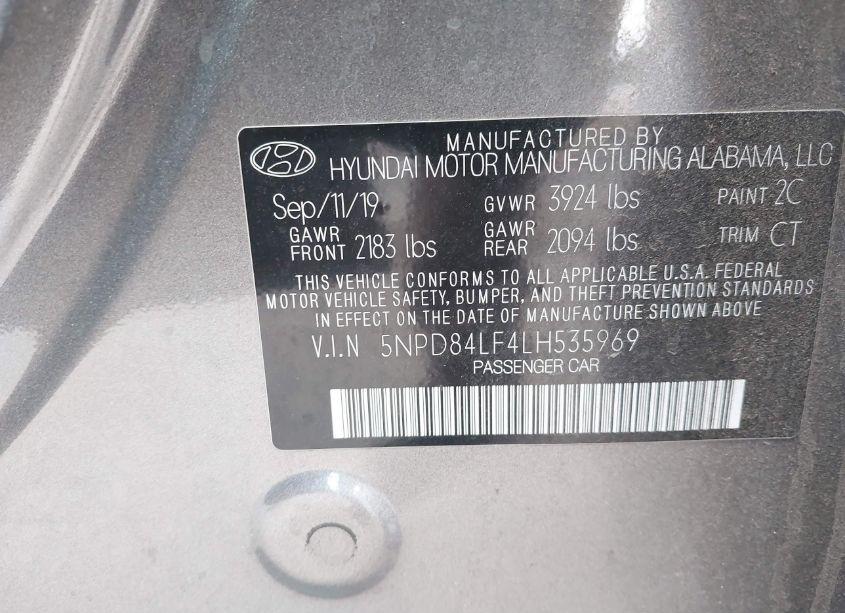 MANUFACTURED BY
HYUNDAI MOTOR MANUFACTURING ALABAMA, LLC
Sep/11/19 GVWR 3924 lbs PAINT 2C
GAWR FRONT 2183 lbs GAWR REAR 2094 lbs TRIM CT
THIS VEHICLE CONFORMS TO ALL APPLICABLE U.S.A. FEDERAL
MOTOR VEHICLE SAFETY, BUMPER, AND THEFT PREVENTION STANDARDS
IN EFFECT ON THE DATE OF MANUFACTURE SHOWN ABOVE
V.I.N 5NPD84LF4LH535969
PASSENGER CAR